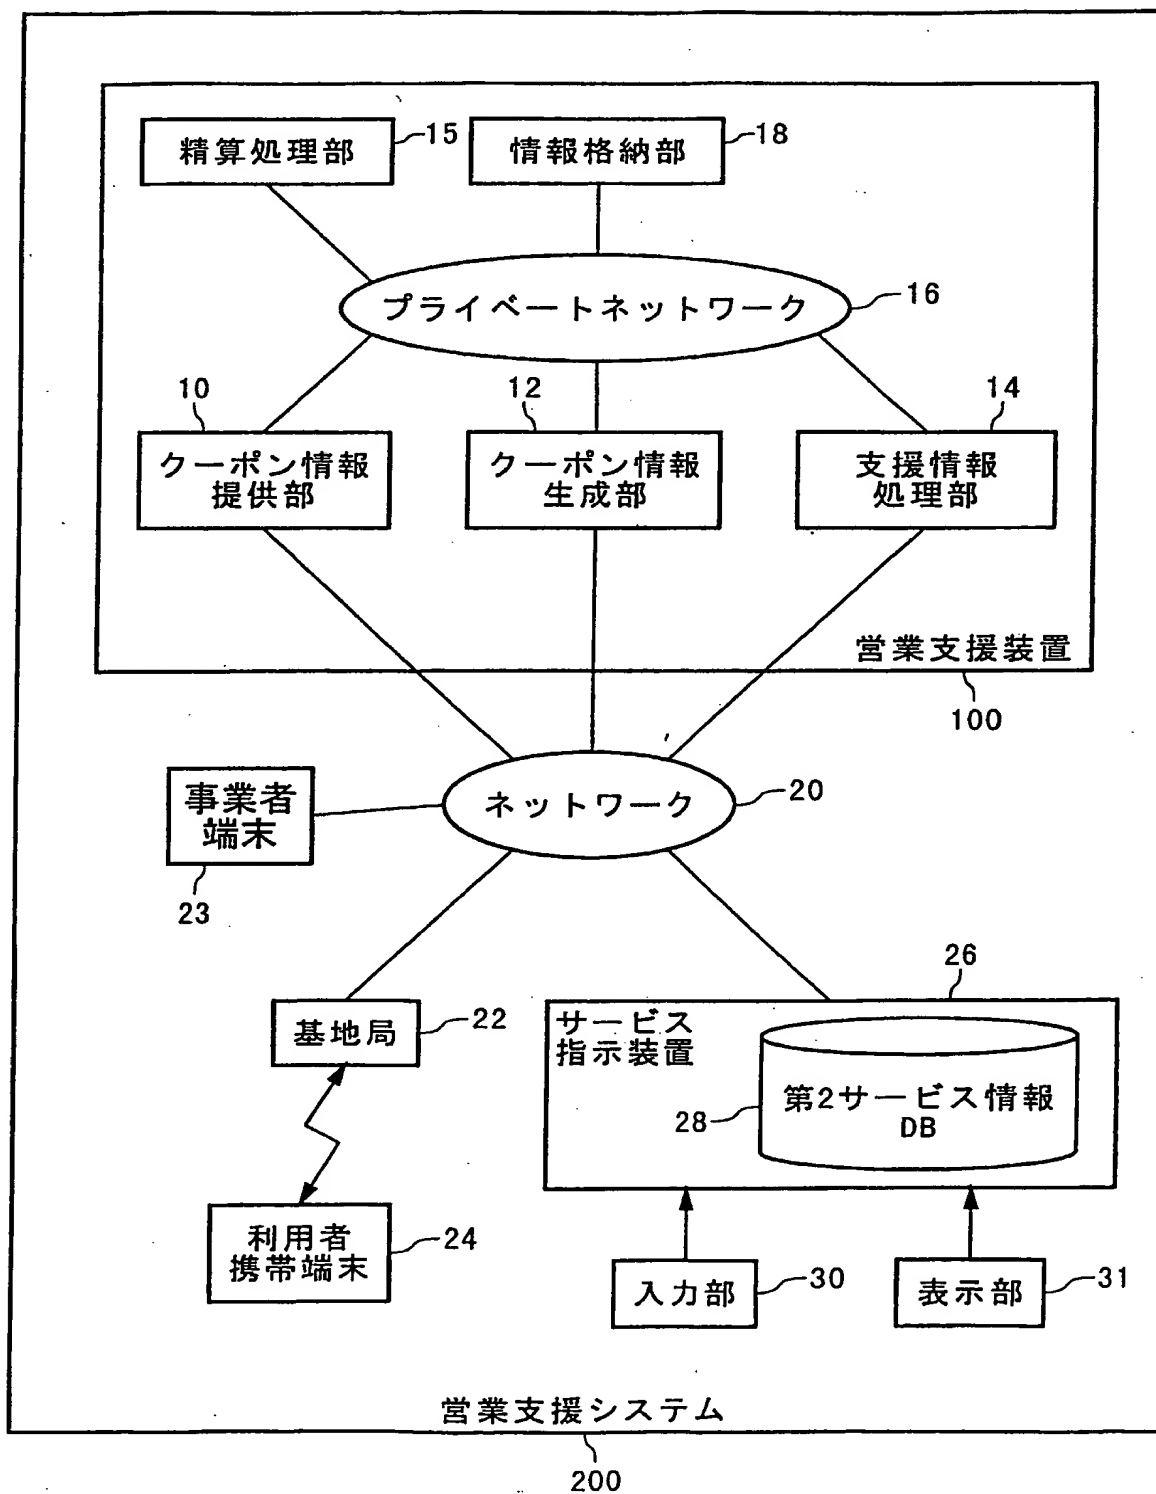 精算処理部
15
情報格納部
18
プライベートネットワーク
16
10
12
14
クーポン情報
提供部
クーポン情報
生成部
支援情報
処理部
営業支援装置
100
事業者
端末
23
ネットワーク
20
基地局
22
26
サービス
指示装置
第2サービス情報
DB
28
利用者
携帯端末
24
入力部
30
表示部
31
営業支援システム
200